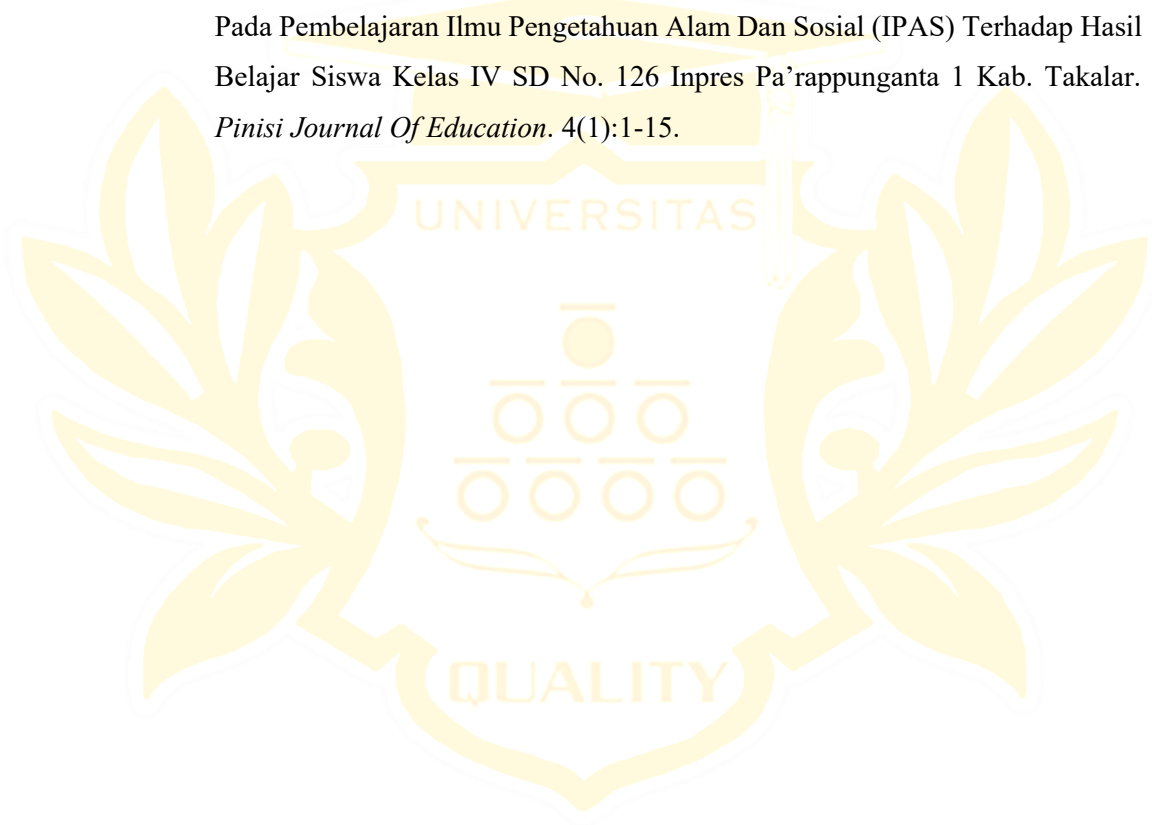 Pada Pembelajaran Ilmu Pengetahuan Alam Dan Sosial (IPAS) Terhadap Hasil
Belajar Siswa Kelas IV SD No. 126 Inpres Pa’rappunganta 1 Kab. Takalar.
Pinisi Journal Of Education. 4(1):1-15.
UNIVERSITAS
QUALITY